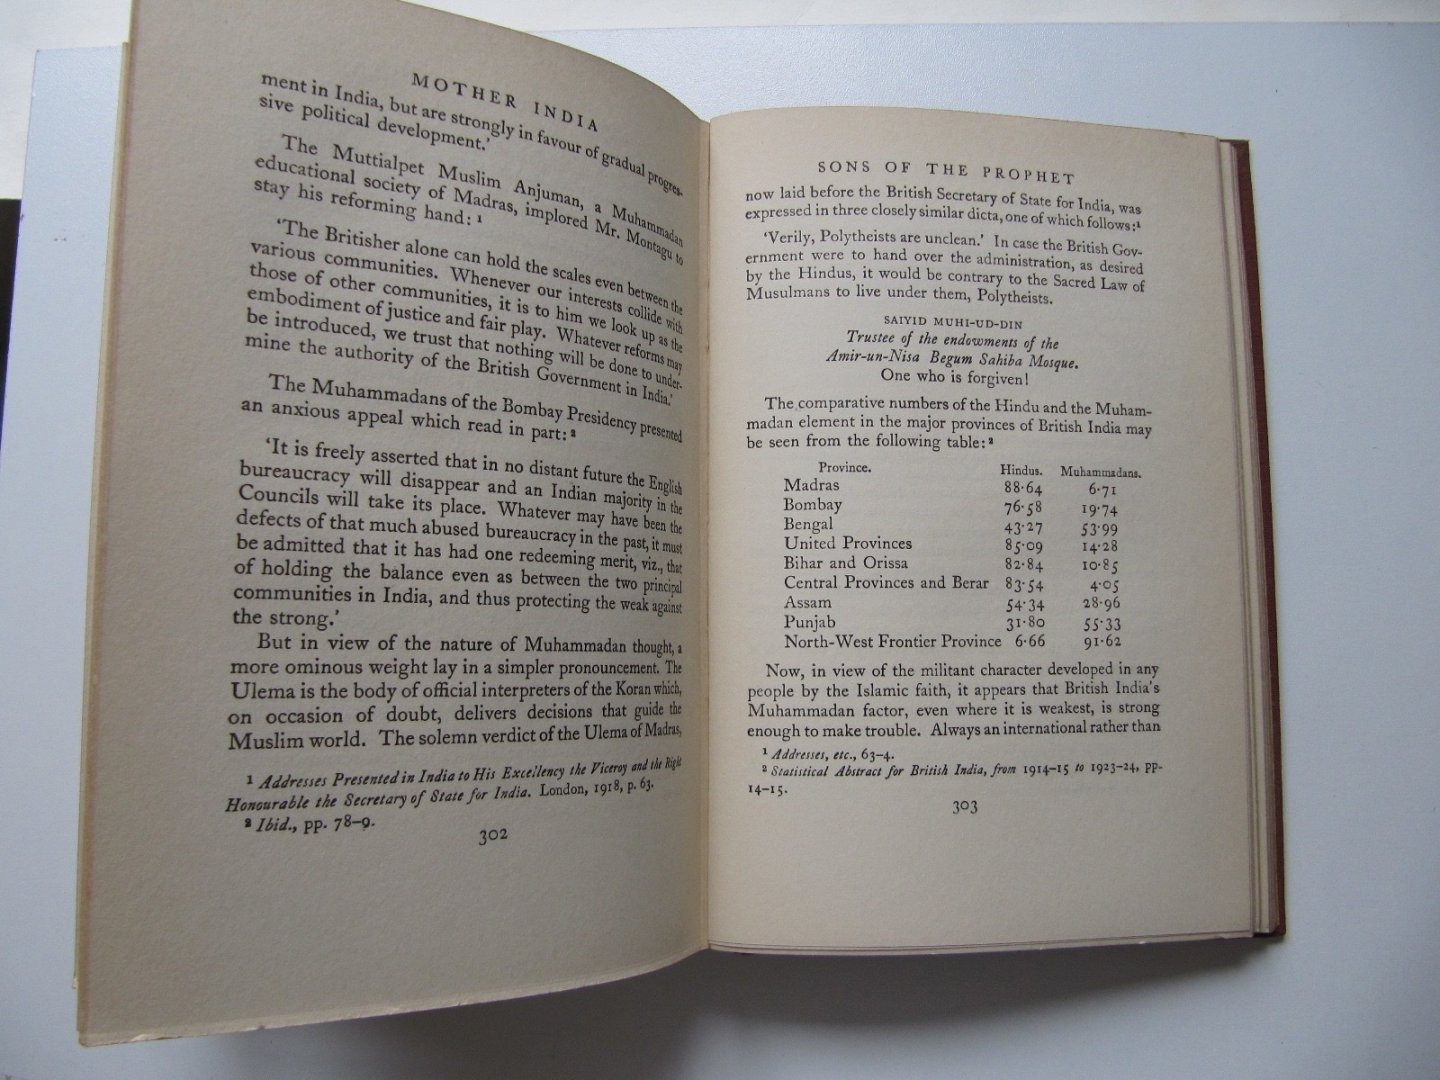 MOTHER INDIA
ment in India, but are strongly in favour of gradual progres-
sive political development.'
The Muttialpet Muslim Anjuman, a Muhammadan
educational society of Madras, implored Mr. Montagu to
stay his reforming hand: ¹
'The Britisher alone can hold the scales even between the
various communities. Whenever our interests collide with
those of other communities, it is to him we look up as the
embodiment of justice and fair play. Whatever reforms may
be introduced, we trust that nothing will be done to under-
mine the authority of the British Government in India.'
The Muhammadans of the Bombay Presidency presented
an anxious appeal which read in part: ²
'It is freely asserted that in no distant future the English
bureaucracy will disappear and an Indian majority in the
Councils will take its place. Whatever may have been the
defects of that much abused bureaucracy in the past, it must
be admitted that it has had one redeeming merit, viz., that
of holding the balance even as between the two principal
communities in India, and thus protecting the weak against
the strong.'
But in view of the nature of Muhammadan thought, a
more ominous weight lay in a simpler pronouncement. The
Ulema is the body of official interpreters of the Koran which,
on occasion of doubt, delivers decisions that guide the
Muslim world. The solemn verdict of the Ulema of Madras,
¹ Addresses Presented in India to His Excellency the Viceroy and the Right
Honourable the Secretary of State for India. London, 1918, p. 63.
² Ibid., pp. 78–9.
302
SONS OF THE PROPHET
now laid before the British Secretary of State for India, was
expressed in three closely similar dicta, one of which follows:¹
'Verily, Polytheists are unclean.' In case the British Gov-
ernment were to hand over the administration, as desired
by the Hindus, it would be contrary to the Sacred Law of
Musulmans to live under them, Polytheists.
SAIYID MUHI-UD-DIN
Trustee of the endowments of the
Amir-un-Nisa Begum Sahiba Mosque.
One who is forgiven!
The comparative numbers of the Hindu and the Muham-
madan element in the major provinces of British India may
be seen from the following table: ²
Province. Hindus. Muhammadans.
Madras 88·64 6·71
Bombay 76·58 19·74
Bengal 43·27 53·99
United Provinces 85·09 14·28
Bihar and Orissa 82·84 10·85
Central Provinces and Berar 83·54 4·05
Assam 54·34 28·96
Punjab 31·80 55·33
North-West Frontier Province 6·66 91·62
Now, in view of the militant character developed in any
people by the Islamic faith, it appears that British India's
Muhammadan factor, even where it is weakest, is strong
enough to make trouble. Always an international rather than
¹ Addresses, etc., 63–4.
² Statistical Abstract for British India, from 1914–15 to 1923–24, pp.
14–15.
303